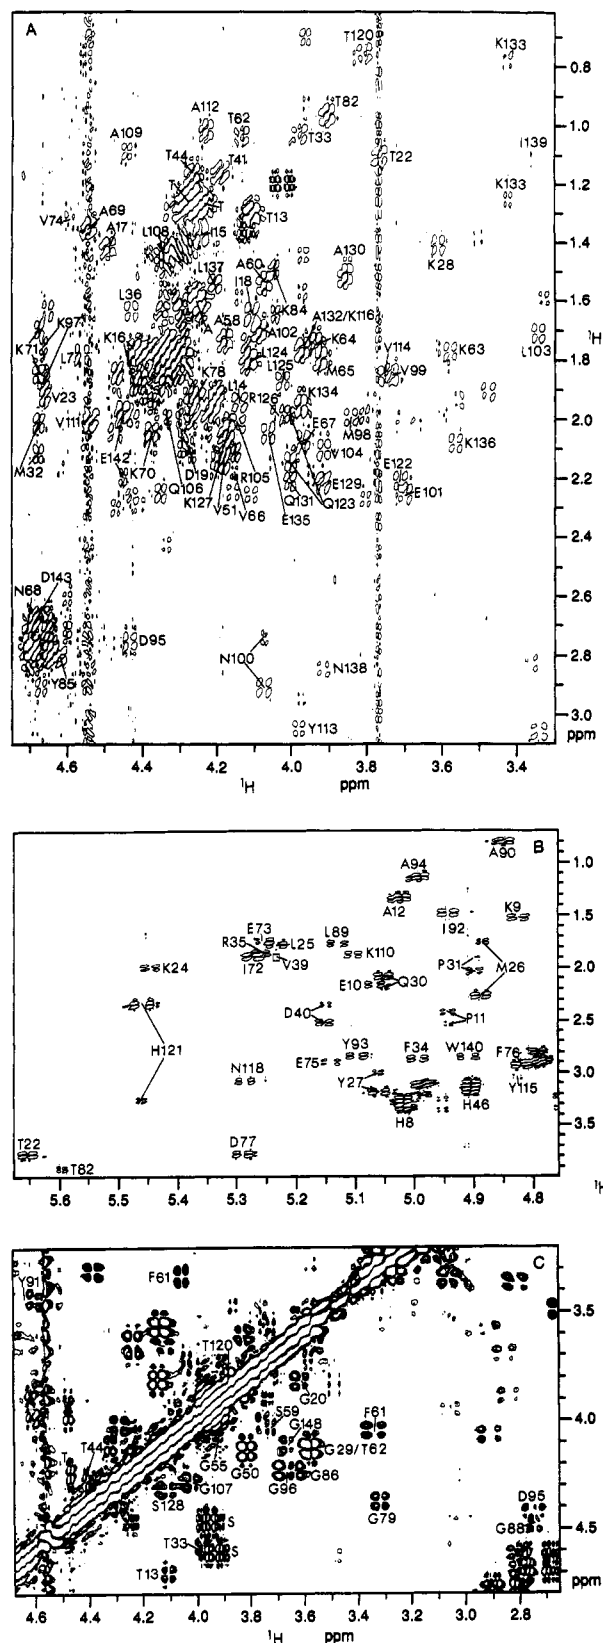 A
T120
K133
0.8
A112
T62
T82
A109
T33
1.0
T22
I139
T44
T41
K133
1.2
V74
A69
A17
L108
I15
T13
1.4
L137
A60
A130
K28
I18
K84
L36
1.6
K71
K97
A58
A132/K116
A102
K64
¹H
K16
L124
V114
K63
L103
K78
L125
M65
V99
1.8
V23
L14
R126
K134
V111
E67
M98
2.0
E142
K70
D19
R105
V104
K136
M32
Q106
K127
V51
V66
Q131
Q123
E129
E122
E101
2.2
E135
2.4
N68
D143
2.6
D95
N100
N138
2.8
Y85
Y113
3.0
ppm
4.6 4.4 4.2 4.0 3.8 3.6 3.4
¹H ppm
B
A90
1.0
A94
A12
K9
1.5
E73
L89
I92
R35
L25
K110
P31
M26
K24
I72
V39
E10
Q30
2.0
D40
P11
2.5
H121
Y93
F34
W140
F76
N118
E75
Y27
Y115
3.0
H8
H46
3.5
T22
T82
D77
5.6 5.5 5.4 5.3 5.2 5.1 5.0 4.9 4.8
¹H
C
Y91
F61
3.5
T120
G20
S59
G148
F61
4.0
T
T44
G55
G50
G29/T62
G107
G96
G86
S128
G79
D95
S
G88
4.5
T33
S
T13
ppm
4.6 4.4 4.2 4.0 3.8 3.6 3.4 3.2 3.0 2.8
¹H ppm